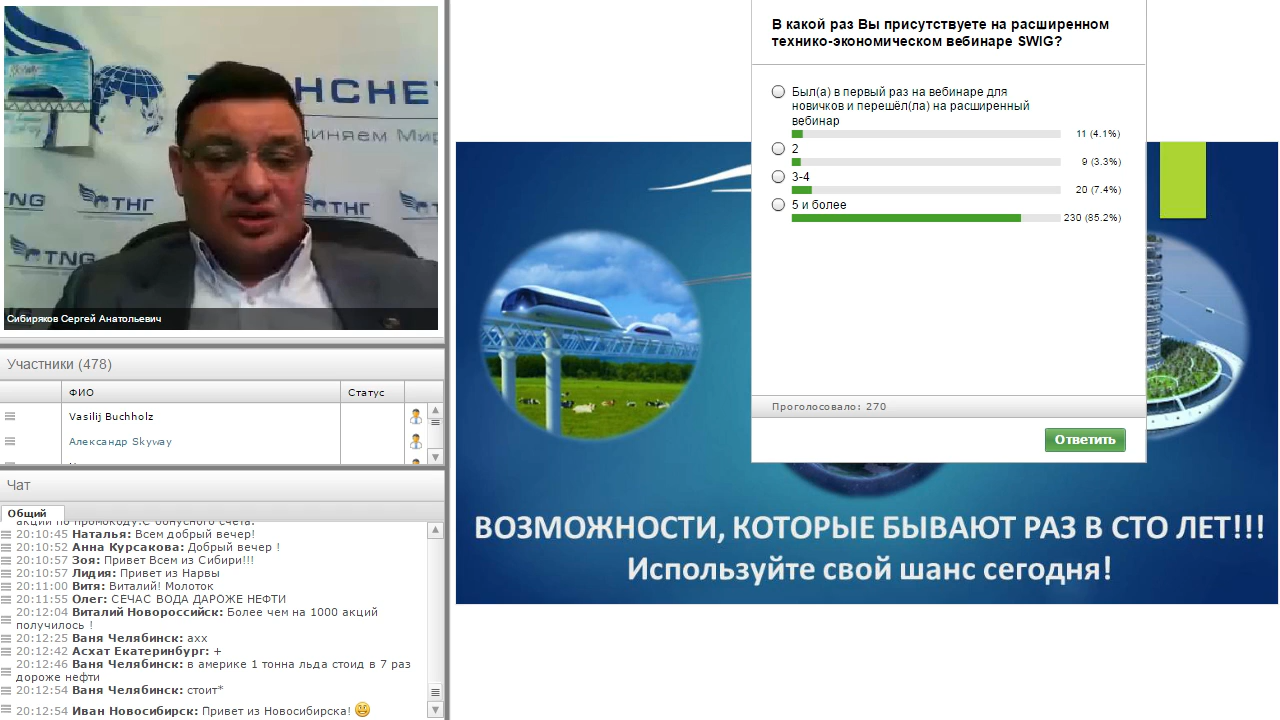 ТРАНСНЕТ
диняем Мир
TNG
ТНГ
ТНГ
TNG
TNG
TNG
Сибиряков Сергей Анатольевич
Участники (478)
ФИО
Статус
Vasilij Buchholz
Александр Skyway
Чат
Общий
акции по промокоду.С бонусного счета.
20:10:45 Наталья: Всем добрый вечер!
20:10:52 Анна Курсакова: Добрый вечер !
20:10:57 Зоя: Привет Всем из Сибири!!!
20:10:57 Лидия: Привет из Нарвы
20:11:00 Витя: Виталий! Молоток
20:11:55 Олег: СЕЧАС ВОДА ДАРОЖЕ НЕФТИ
20:12:04 Виталий Новороссийск: Более чем на 1000 акций
получилось !
20:12:25 Ваня Челябинск: ахх
20:12:42 Асхат Екатеринбург: +
20:12:46 Ваня Челябинск: в америке 1 тонна льда стоид в 7 раз
дороже нефти
20:12:54 Ваня Челябинск: стоит*
20:12:54 Иван Новосибирск: Привет из Новосибирска!
В какой раз Вы присутствуете на расширенном
технико-экономическом вебинаре SWIG?
Был(а) в первый раз на вебинаре для
новичков и перешёл(ла) на расширенный
вебинар
11 (4.1%)
2
9 (3.3%)
3-4
20 (7.4%)
5 и более
230 (85.2%)
Проголосовало: 270
Ответить
ВОЗМОЖНОСТИ, КОТОРЫЕ БЫВАЮТ РАЗ В СТО ЛЕТ!!!
Используйте свой шанс сегодня!